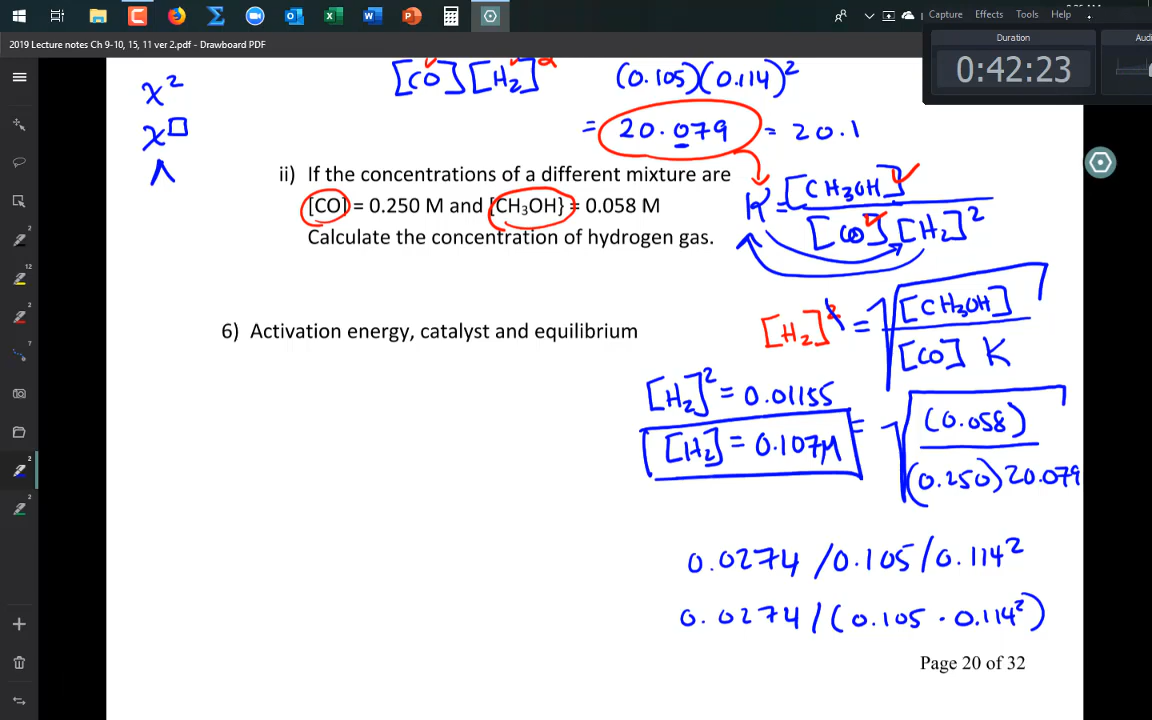 Capture Effects Tools Help
2019 Lecture notes Ch 9-10, 15, 11 ver 2.pdf - Drawboard PDF
Duration
0:42:23
x²
x□
^
[CO] [H₂]²
(0.105)(0.114)²
= 20.079 = 20.1
ii) If the concentrations of a different mixture are
[CO] = 0.250 M and [CH₃OH} = 0.058 M
Calculate the concentration of hydrogen gas.
K = [CH₃OH]
[CO] [H₂]²
6) Activation energy, catalyst and equilibrium
[H₂]² = √ [CH₃OH]
[CO] K
[H₂]² = 0.01155
[H₂] = 0.107M = √ (0.058)
(0.250) 20.079
0.0274 / 0.105 / 0.114²
0.0274 / (0.105 · 0.114²)
Page 20 of 32